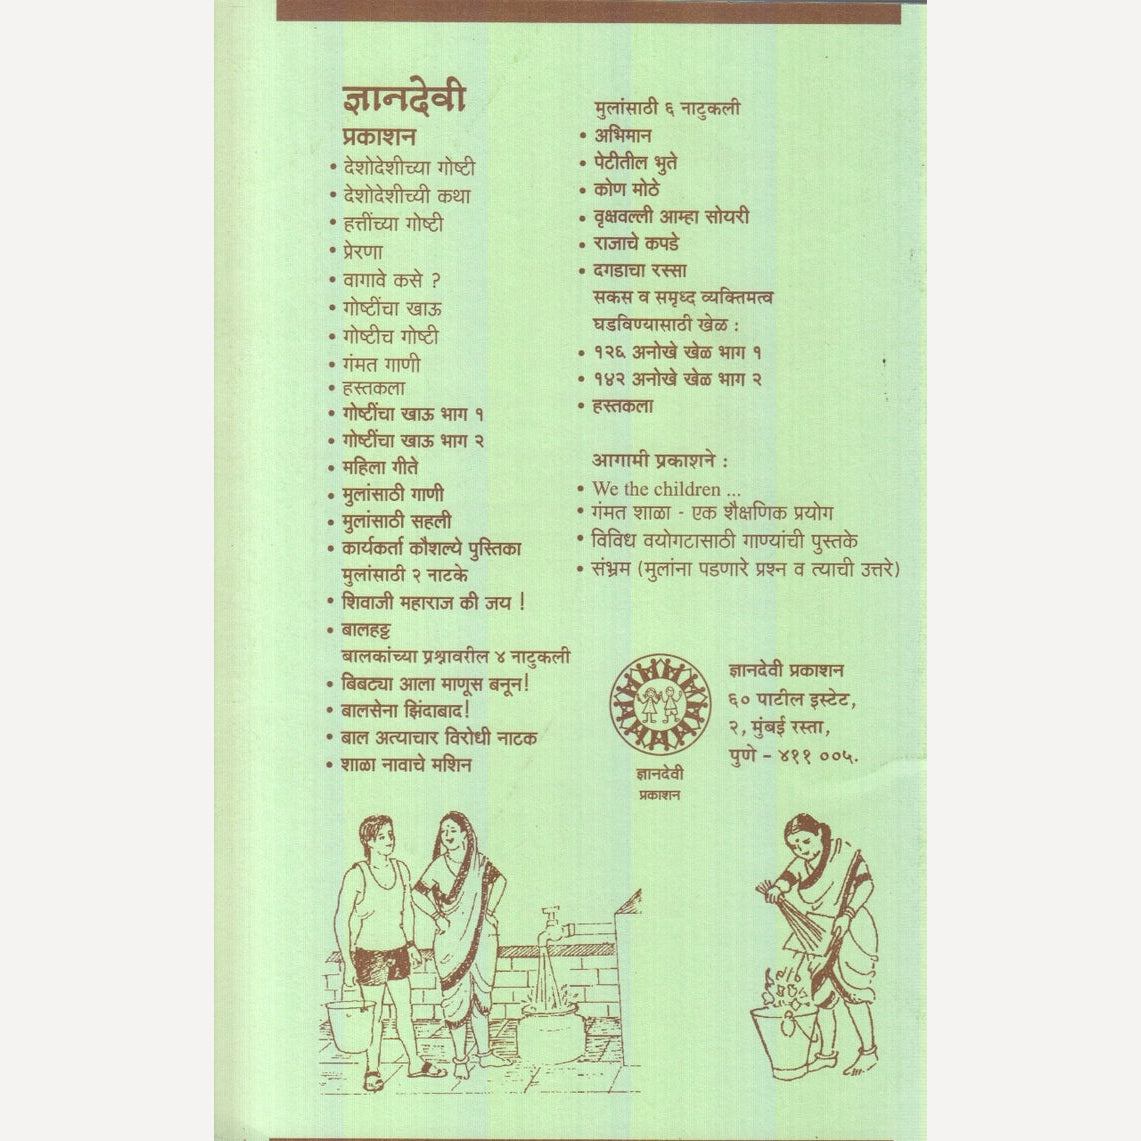 ज्ञानदेवी
प्रकाशन
• देशोदेशीच्या गोष्टी
• देशोदेशीच्यी कथा
• हत्तींच्या गोष्टी
• प्रेरणा
• वागावे कसे ?
• गोष्टींचा खाऊ
• गोष्टीच गोष्टी
• गंमत गाणी
• हस्तकला
• गोष्टींचा खाऊ भाग १
• गोष्टींचा खाऊ भाग २
• महिला गीते
• मुलांसाठी गाणी
• मुलांसाठी सहली
• कार्यकर्ता कौशल्ये पुस्तिका
मुलांसाठी २ नाटके
• शिवाजी महाराज की जय !
• बालहट्ट
बालकांच्या प्रश्नावरील ४ नाटुकली
• बिबट्या आला माणूस बनून!
• बालसेना झिंदाबाद!
• बाल अत्याचार विरोधी नाटक
• शाळा नावाचे मशिन
मुलांसाठी ६ नाटुकली
• अभिमान
• पेटीतील भुते
• कोण मोठे
• वृक्षवल्ली आम्हा सोयरी
• राजाचे कपडे
• दगडाचा रस्सा
सकस व समृध्द व्यक्तिमत्व
घडविण्यासाठी खेळ :
• १२६ अनोखे खेळ भाग १
• १४२ अनोखे खेळ भाग २
• हस्तकला
आगामी प्रकाशने :
• We the children ...
• गंमत शाळा - एक शैक्षणिक प्रयोग
• विविध वयोगटासाठी गाण्यांची पुस्तके
• संभ्रम (मुलांना पडणारे प्रश्न व त्याची उत्तरे)
ज्ञानदेवी
प्रकाशन
ज्ञानदेवी प्रकाशन
६० पाटील इस्टेट,
२, मुंबई रस्ता,
पुणे - ४११ ००५.